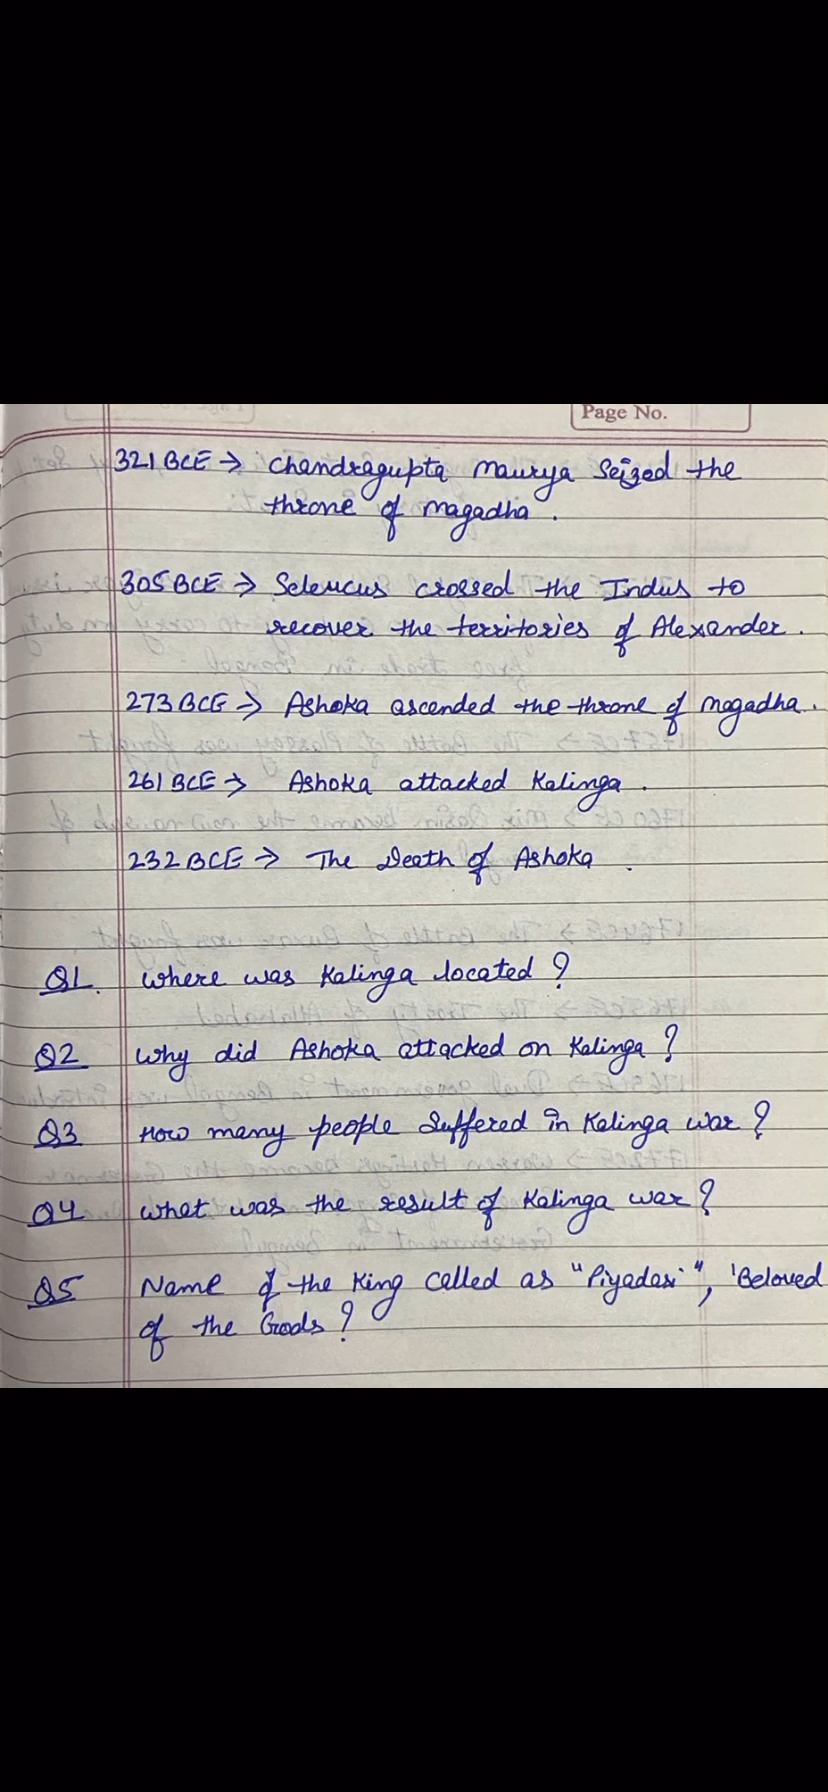 Page No.
321 BCE → Chandragupta Maurya Seized the
throne of Magadha.
305 BCE → Seleucus crossed the Indus to
recover the territories of Alexander.
273 BCE → Ashoka ascended the throne of Magadha.
261 BCE → Ashoka attacked Kalinga.
232 BCE → The Death of Ashoka.
Q1. Where was Kalinga located?
Q2 Why did Ashoka attacked on Kalinga?
Q3 How many people Suffered in Kalinga war?
Q4 What was the result of Kalinga war?
Q5 Name of the King called as "Piyadasi", 'Beloved
of the Gods?